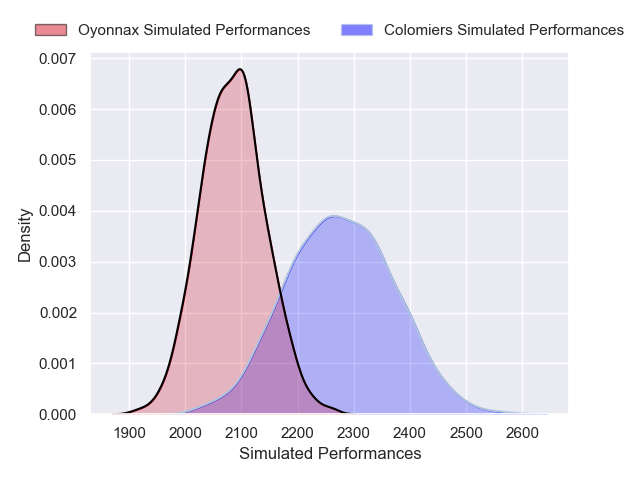 Oyonnax Simulated Performances Colomiers Simulated Performances
0.007
0.006
0.005
0.004
0.003
0.002
0.001
0.000
Density
1900 2000 2100 2200 2300 2400 2500 2600
Simulated Performances